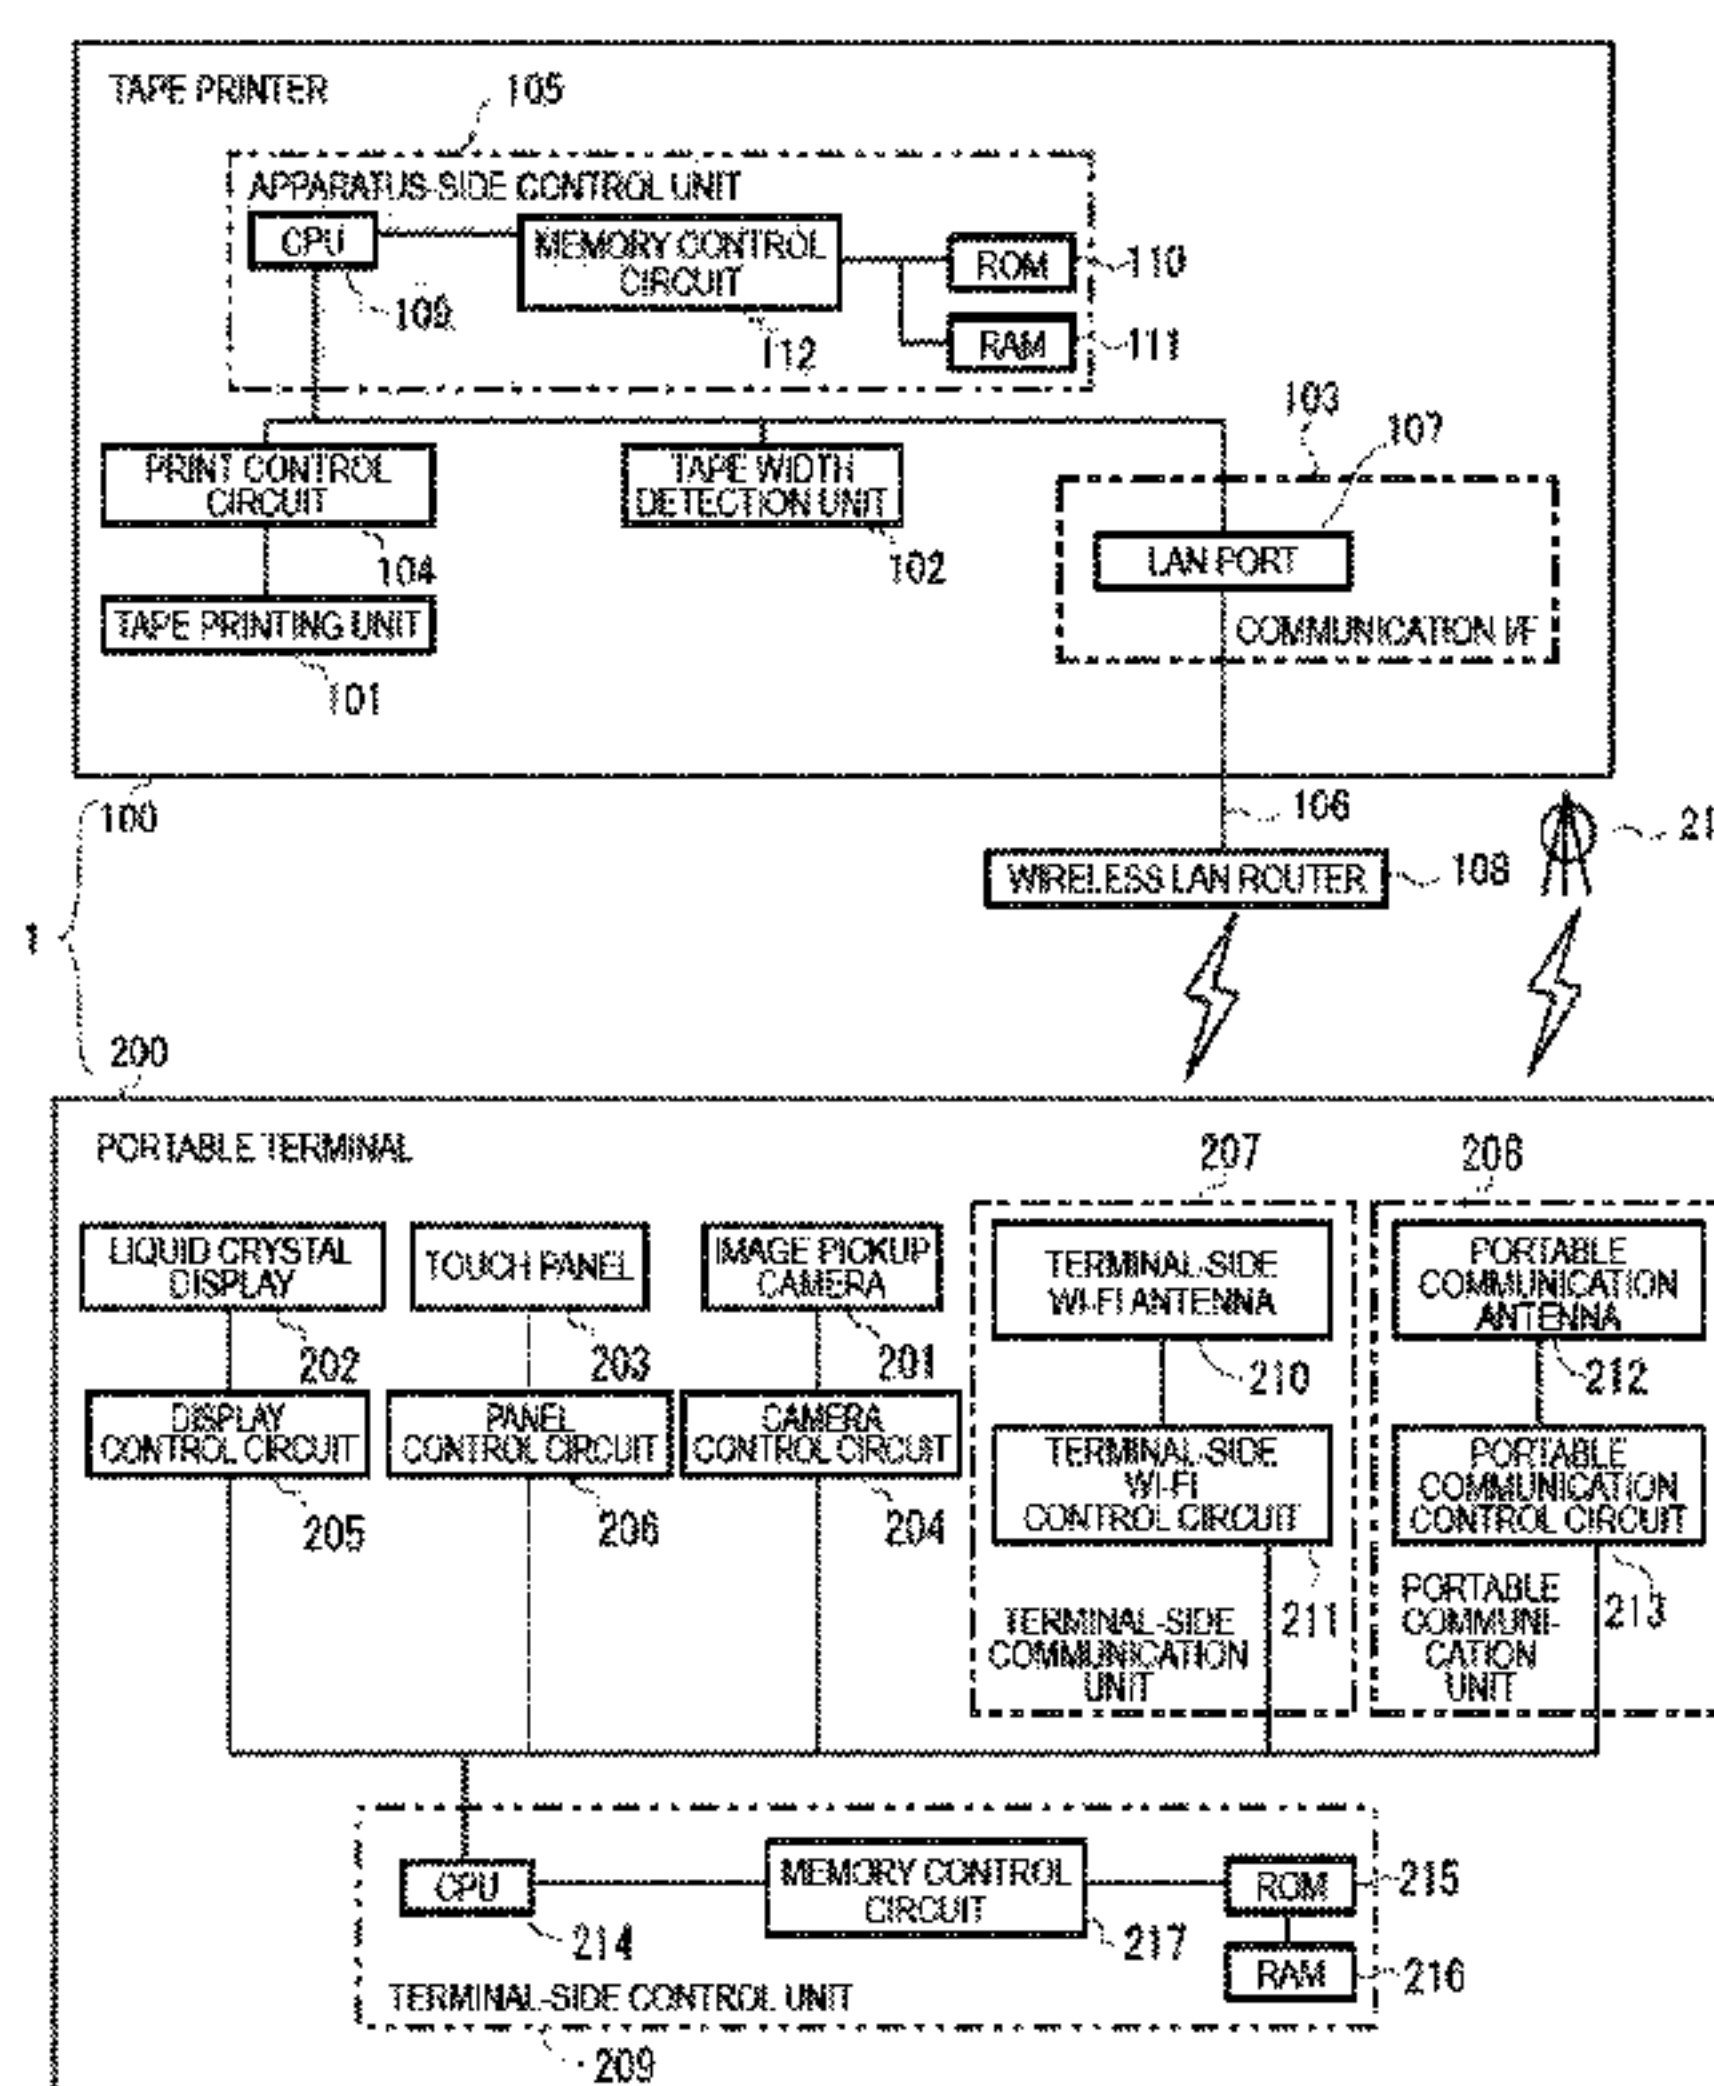 TAPE PRINTER
105
APPARATUS-SIDE CONTROL UNIT
CPU
MEMORY CONTROL
CIRCUIT
ROM
110
109
112
RAM
111
103
107
PRINT CONTROL
CIRCUIT
TAPE WIDTH
DETECTION UNIT
104
102
LAN PORT
TAPE PRINTING UNIT
COMMUNICATION I/F
101
100
106
21
WIRELESS LAN ROUTER
108
1
200
PORTABLE TERMINAL
207
208
LIQUID CRYSTAL
DISPLAY
TOUCH PANEL
IMAGE PICKUP
CAMERA
TERMINAL-SIDE
WI-FI ANTENNA
PORTABLE
COMMUNICATION
ANTENNA
202
203
201
210
212
DISPLAY
CONTROL CIRCUIT
PANEL
CONTROL CIRCUIT
CAMERA
CONTROL CIRCUIT
TERMINAL-SIDE
WI-FI
CONTROL CIRCUIT
PORTABLE
COMMUNICATION
CONTROL CIRCUIT
205
206
204
211
213
TERMINAL-SIDE
COMMUNICATION
UNIT
PORTABLE
COMMUNI-
CATION
UNIT
CPU
MEMORY CONTROL
CIRCUIT
ROM
215
214
217
RAM
216
TERMINAL-SIDE CONTROL UNIT
209